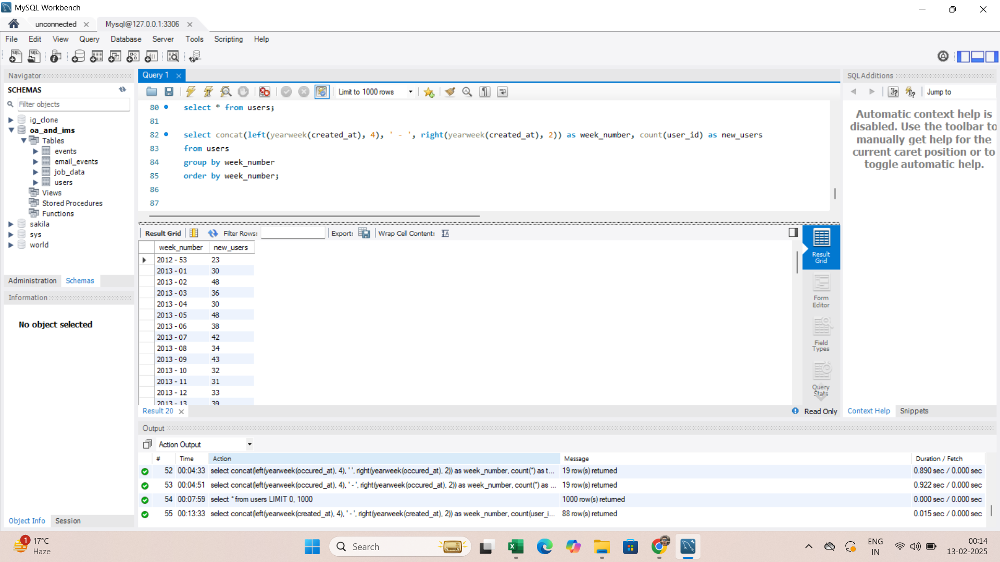 MySQL Workbench
unconnected
Mysql@127.0.0.1:3306
File Edit View Query Database Server Tools Scripting Help
Navigator
SCHEMAS
Filter objects
ig_clone
oa_and_ims
Tables
events
email_events
job_data
users
Views
Stored Procedures
Functions
sakila
sys
world
Administration Schemas
Information
No object selected
Object Info Session
Query 1
Limit to 1000 rows
80 select * from users;
81
82 select concat(left(yearweek(created_at), 4), ' - ', right(yearweek(created_at), 2)) as week_number, count(user_id) as new_users
83 from users
84 group by week_number
85 order by week_number;
86
87
Result Grid Filter Rows: Export: Wrap Cell Content:
week_number new_users
2012 - 53 23
2013 - 01 30
2013 - 02 48
2013 - 03 36
2013 - 04 30
2013 - 05 48
2013 - 06 38
2013 - 07 42
2013 - 08 34
2013 - 09 43
2013 - 10 32
2013 - 11 31
2013 - 12 33
2013 - 13 39
Result Grid
Form Editor
Field Types
Query Stats
Result 20
Read Only
SQLAdditions
Jump to
Automatic context help is
disabled. Use the toolbar to
manually get help for the
current caret position or to
toggle automatic help.
Context Help Snippets
Output
Action Output
# Time Action Message Duration / Fetch
52 00:04:33 select concat(left(yearweek(occured_at), 4), ' ', right(yearweek(occured_at), 2)) as week_number, count(*) as t... 19 row(s) returned 0.890 sec / 0.000 sec
53 00:04:51 select concat(left(yearweek(occured_at), 4), ' - ', right(yearweek(occured_at), 2)) as week_number, count(*) as ... 19 row(s) returned 0.922 sec / 0.000 sec
54 00:07:59 select * from users LIMIT 0, 1000 1000 row(s) returned 0.000 sec / 0.000 sec
55 00:13:33 select concat(left(yearweek(created_at), 4), ' - ', right(yearweek(created_at), 2)) as week_number, count(user_i... 88 row(s) returned 0.015 sec / 0.000 sec
1
17°C
Haze
Search
ENG
IN
00:14
13-02-2025